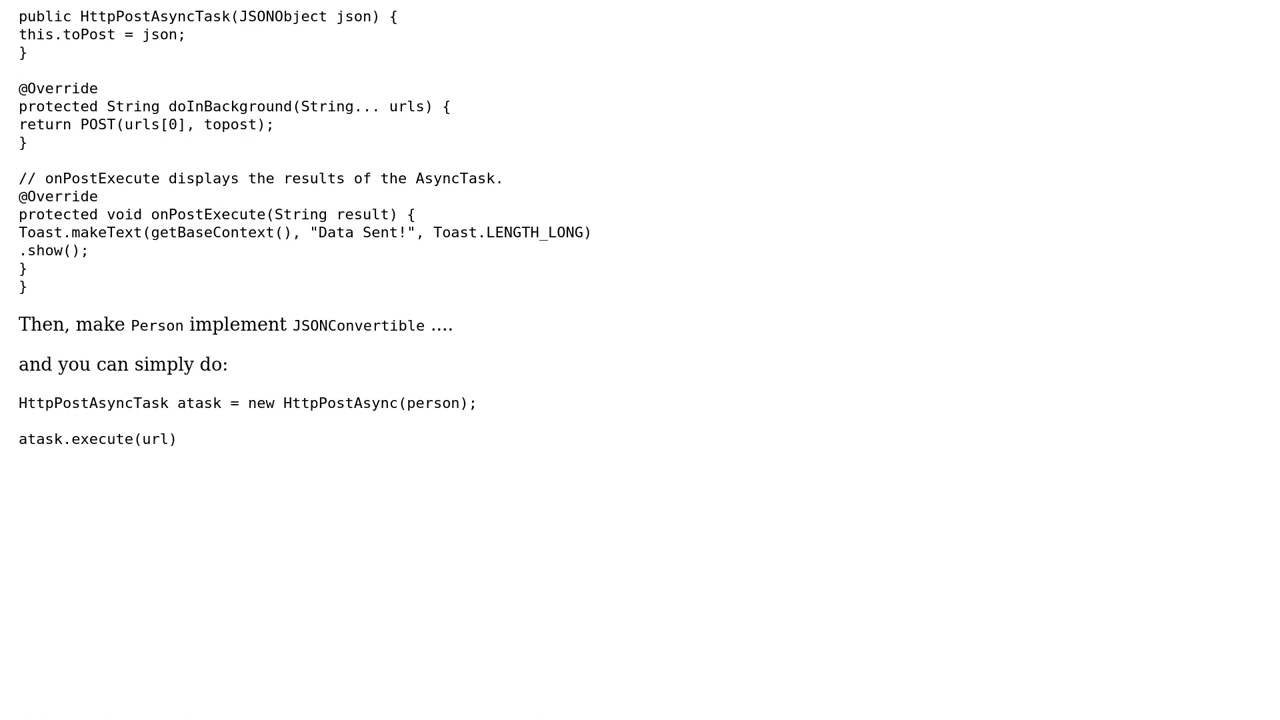 public HttpPostAsyncTask(JSONObject json) {
this.toPost = json;
}
@Override
protected String doInBackground(String... urls) {
return POST(urls[0], topost);
}
// onPostExecute displays the results of the AsyncTask.
@Override
protected void onPostExecute(String result) {
Toast.makeText(getBaseContext(), "Data Sent!", Toast.LENGTH_LONG)
.show();
}
}
Then, make Person implement JSONConvertible ....
and you can simply do:
HttpPostAsyncTask atask = new HttpPostAsync(person);
atask.execute(url)